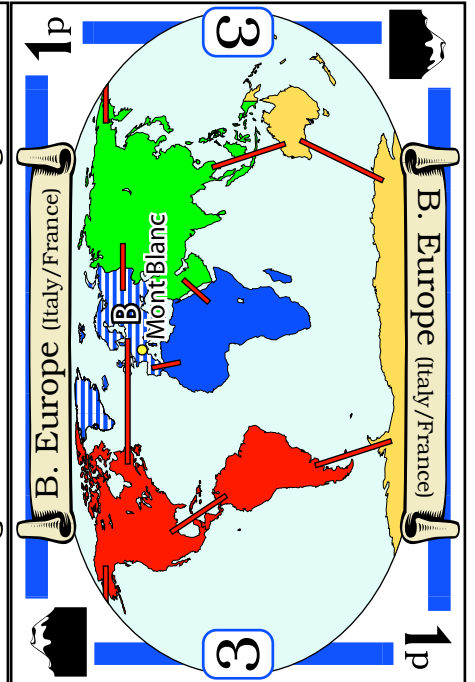 1p
3
B. Europe (Italy/France)
B
Mont Blanc
B. Europe (Italy/France)
3
1p